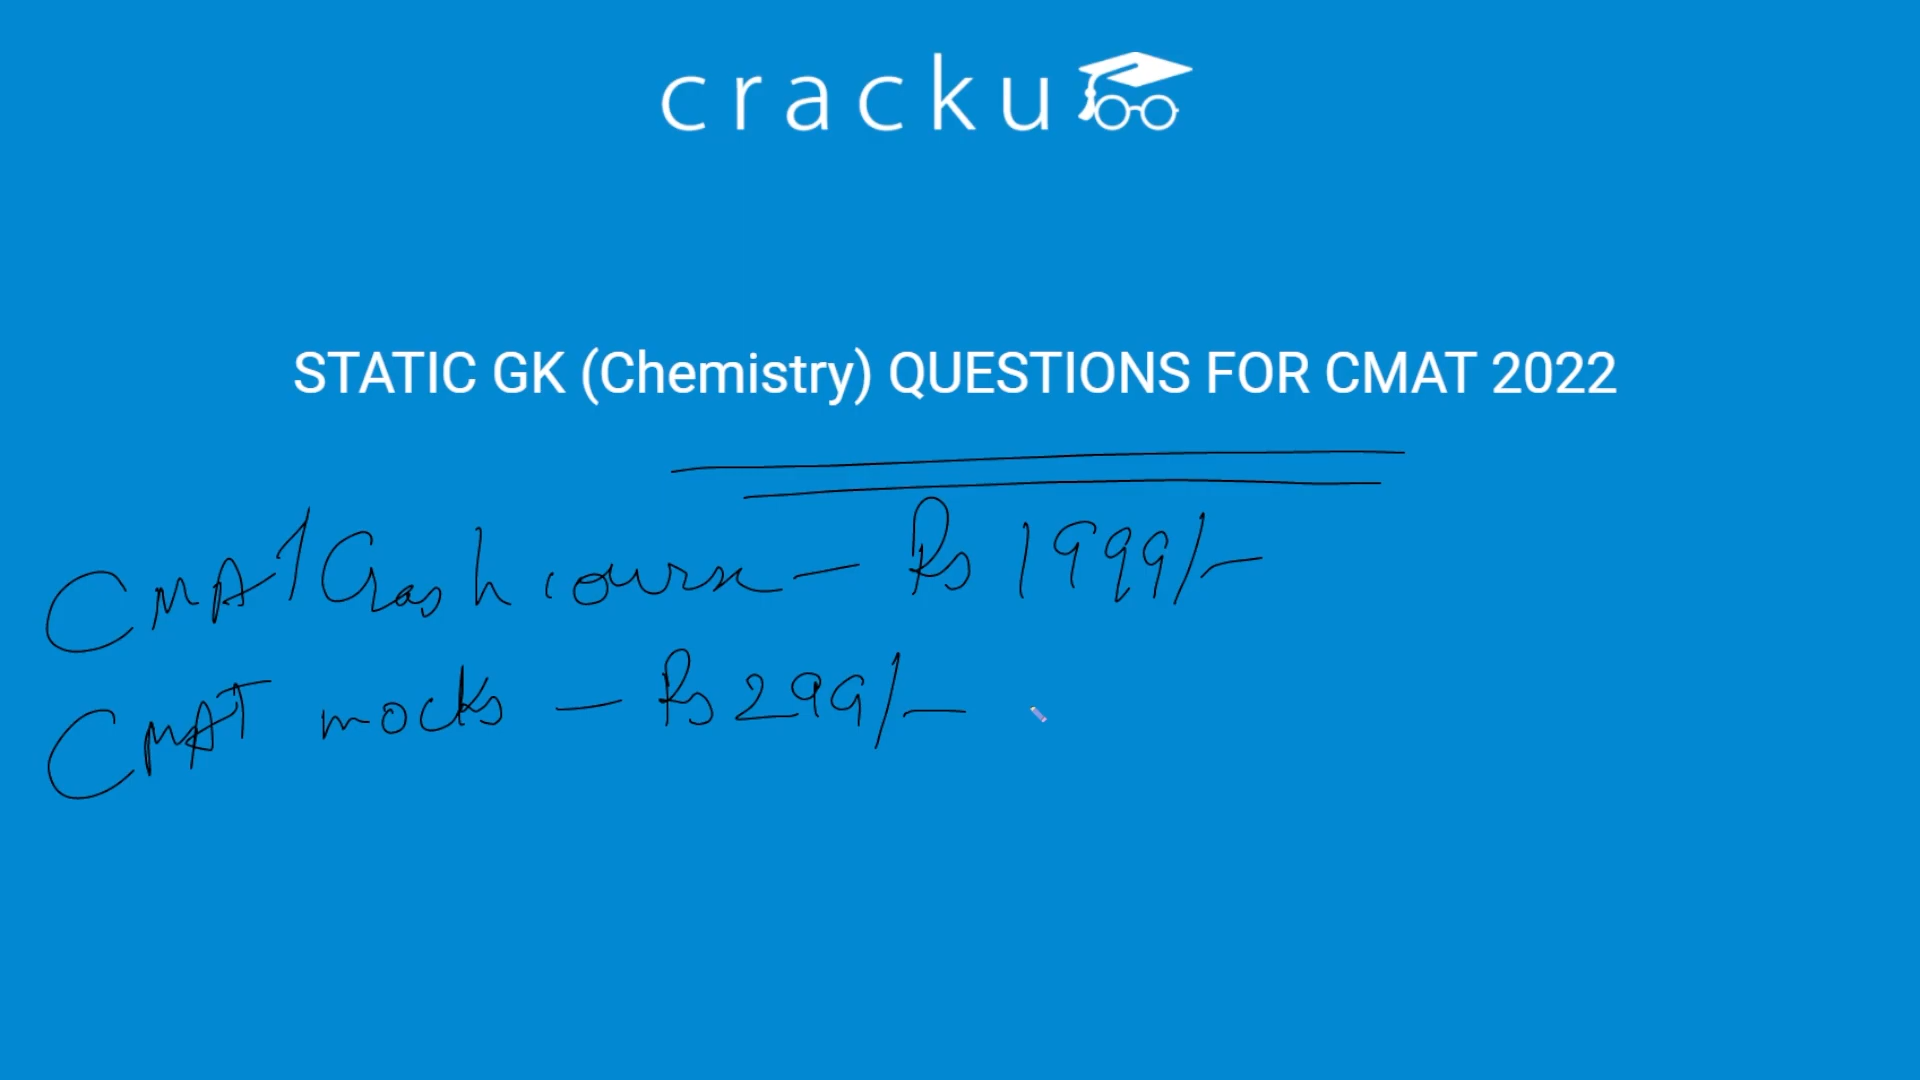 cracku
STATIC GK (Chemistry) QUESTIONS FOR CMAT 2022
CMAT Crash course - Rs 1999/-
CMAT mocks - Rs 299/-